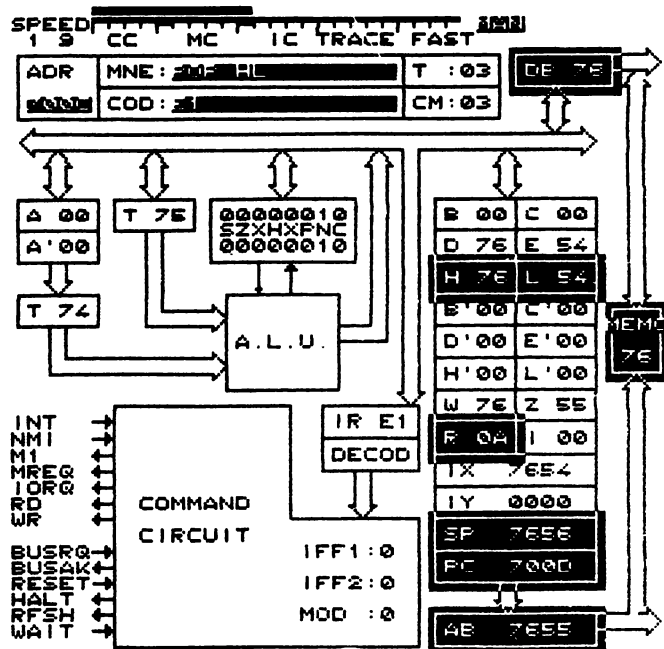 SPEED
1 9 CC MC IC TRACE FAST
ADR MNE: HL T :03
COD: CM:03
DB 76
A 00
A'00
T 75
00000010
SZXHXPNC
00000010
T 74
A.L.U.
B 00 C 00
D 76 E 54
H 76 L 54
B'00 C'00
D'00 E'00
H'00 L'00
W 76 Z 55
R 0A I 00
IX 7654
IY 0000
SP 7656
PC 700D
AB 7655
MEMO
76
IR E1
DECOD
INT
NMI
M1
MREQ
IORQ
RD
WR
BUSRQ
BUSAK
RESET
HALT
RFSH
WAIT
COMMAND
CIRCUIT
IFF1:0
IFF2:0
MOD :0